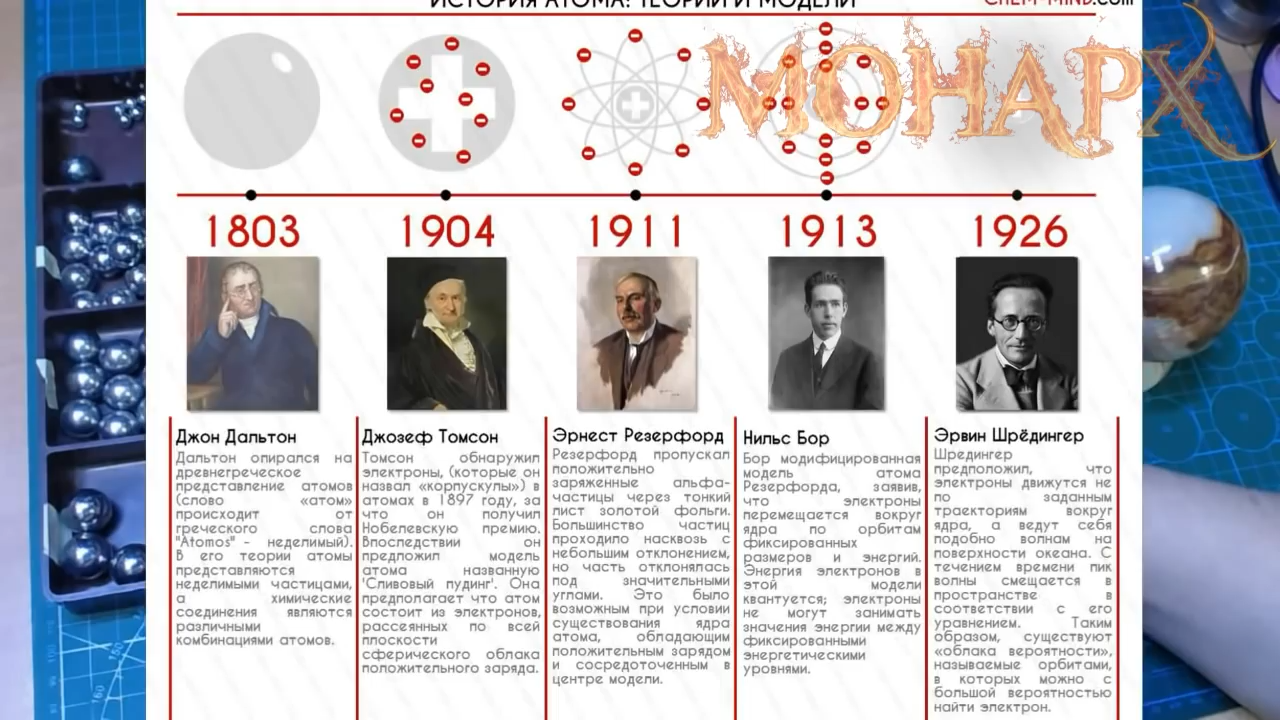 ИСТОРИЯ АТОМА: ТЕОРИИ И МОДЕЛИ
CHEM-MIND.com
МОНАРХ
1803
1904
1911
1913
1926
Джон Дальтон
Дальтон опирался на
древнегреческое
представление атомов
(слово «атом»
происходит от
греческого слова
"Atomos" - неделимый).
В его теории атомы
представляются
неделимыми частицами,
а химические
соединения являются
различными
комбинациями атомов.
Джозеф Томсон
Томсон обнаружил
электроны, (которые он
назвал «корпускулы») в
атомах в 1897 году, за
что он получил
Нобелевскую премию.
Впоследствии он
предложил модель
атома названную
'Сливовый пудинг'. Она
предполагает что атом
состоит из электронов,
рассеянных по всей
плоскости
сферического облака
положительного заряда.
Эрнест Резерфорд
Резерфорд пропускал
положительно
заряженные альфа-
частицы через тонкий
лист золотой фольги.
Большинство частиц
проходило насквозь с
небольшим отклонением,
но часть отклонялась
под значительными
углами. Это было
возможным при условии
существования ядра
атома, обладающим
положительным зарядом
и сосредоточенным в
центре модели.
Нильс Бор
Бор модифицированная
модель атома
Резерфорда, заявив,
что электроны
перемещается вокруг
ядра по орбитам
фиксированных
размеров и энергий.
Энергия электронов в
этой модели
квантуется; электроны
не могут занимать
значения энергии между
фиксированными
энергетическими
уровнями.
Эрвин Шрёдингер
Шредингер
предположил, что
электроны движутся не
по заданным
траекториям вокруг
ядра, а ведут себя
подобно волнам на
поверхности океана. С
течением времени пик
волны смещается в
пространстве в
соответствии с его
уравнением. Таким
образом, существуют
«облака вероятности»,
называемые орбитами,
в которых можно с
большой вероятностью
найти электрон.